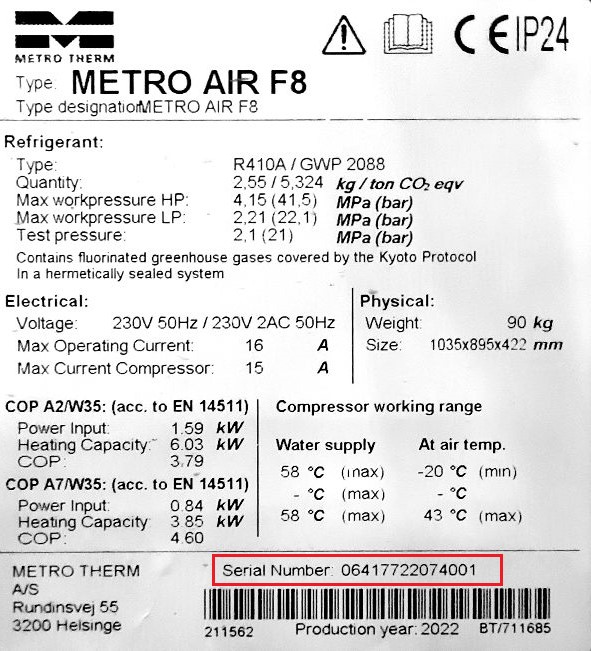 METRO THERM
CE IP24
Type: METRO AIR F8
Type designation METRO AIR F8
Refrigerant:
Type: R410A / GWP 2088
Quantity: 2,55 / 5,324 kg / ton CO₂ eqv
Max workpressure HP: 4,15 (41,5) MPa (bar)
Max workpressure LP: 2,21 (22,1) MPa (bar)
Test pressure: 2,1 (21) MPa (bar)
Contains fluorinated greenhouse gases covered by the Kyoto Protocol
In a hermetically sealed system
Electrical:
Voltage: 230V 50Hz / 230V 2AC 50Hz
Max Operating Current: 16 A
Max Current Compressor: 15 A
Physical:
Weight: 90 kg
Size: 1035x895x422 mm
COP A2/W35: (acc. to EN 14511)
Power Input: 1.59 kW
Heating Capacity: 6.03 kW
COP: 3.79
COP A7/W35: (acc. to EN 14511)
Power Input: 0.84 kW
Heating Capacity: 3.85 kW
COP: 4.60
Compressor working range
Water supply At air temp.
58 °C (max) -20 °C (min)
- °C (max) - °C
58 °C (max) 43 °C (max)
METRO THERM
A/S
Rundinsvej 55
3200 Helsinge
Serial Number: 06417722074001
211562 Production year: 2022 BT/711685